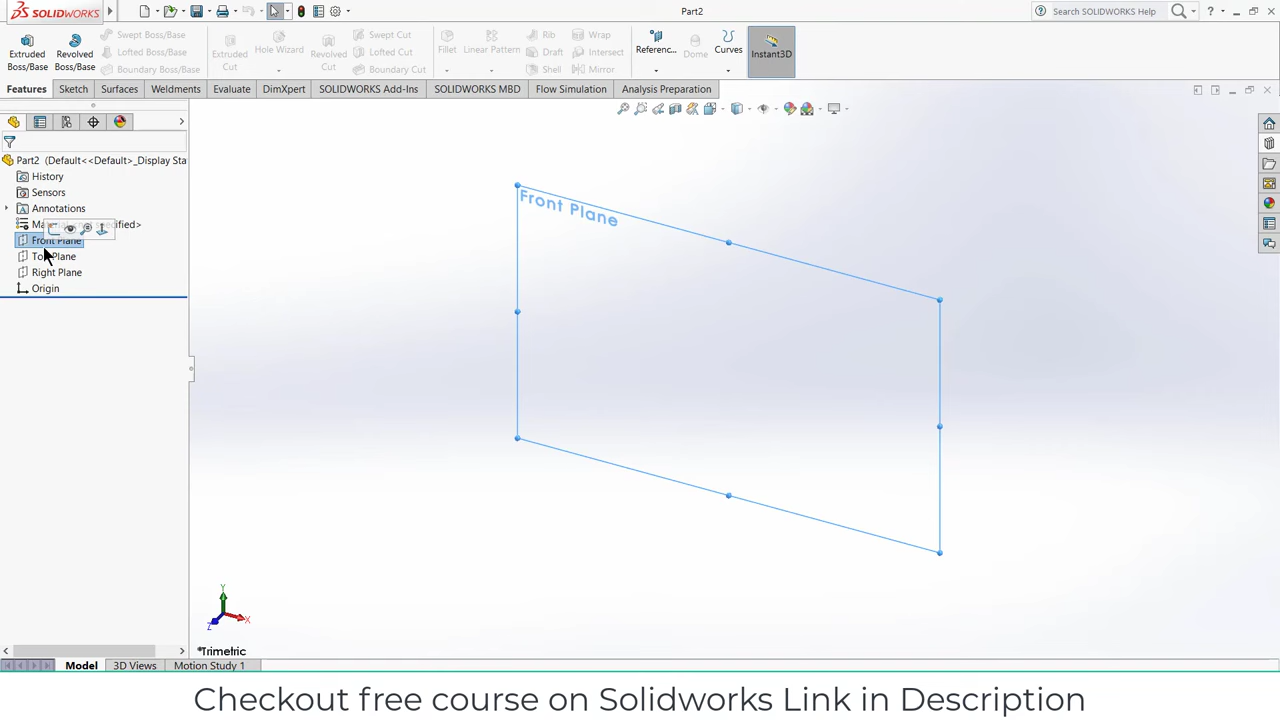 SOLIDWORKS
Part2
Search SOLIDWORKS Help
Extruded Boss/Base
Revolved Boss/Base
Swept Boss/Base
Lofted Boss/Base
Boundary Boss/Base
Extruded Cut
Hole Wizard
Revolved Cut
Swept Cut
Lofted Cut
Boundary Cut
Fillet
Linear Pattern
Rib
Draft
Shell
Wrap
Intersect
Mirror
Referenc...
Dome
Curves
Instant3D
Features Sketch Surfaces Weldments Evaluate DimXpert SOLIDWORKS Add-Ins SOLIDWORKS MBD Flow Simulation Analysis Preparation
Part2 (Default<<Default>_Display Sta
History
Sensors
Annotations
Front Plane
Plane
Right Plane
Origin
Front Plane
Y
X
Z
*Trimetric
Model 3D Views Motion Study 1
Checkout free course on Solidworks Link in Description